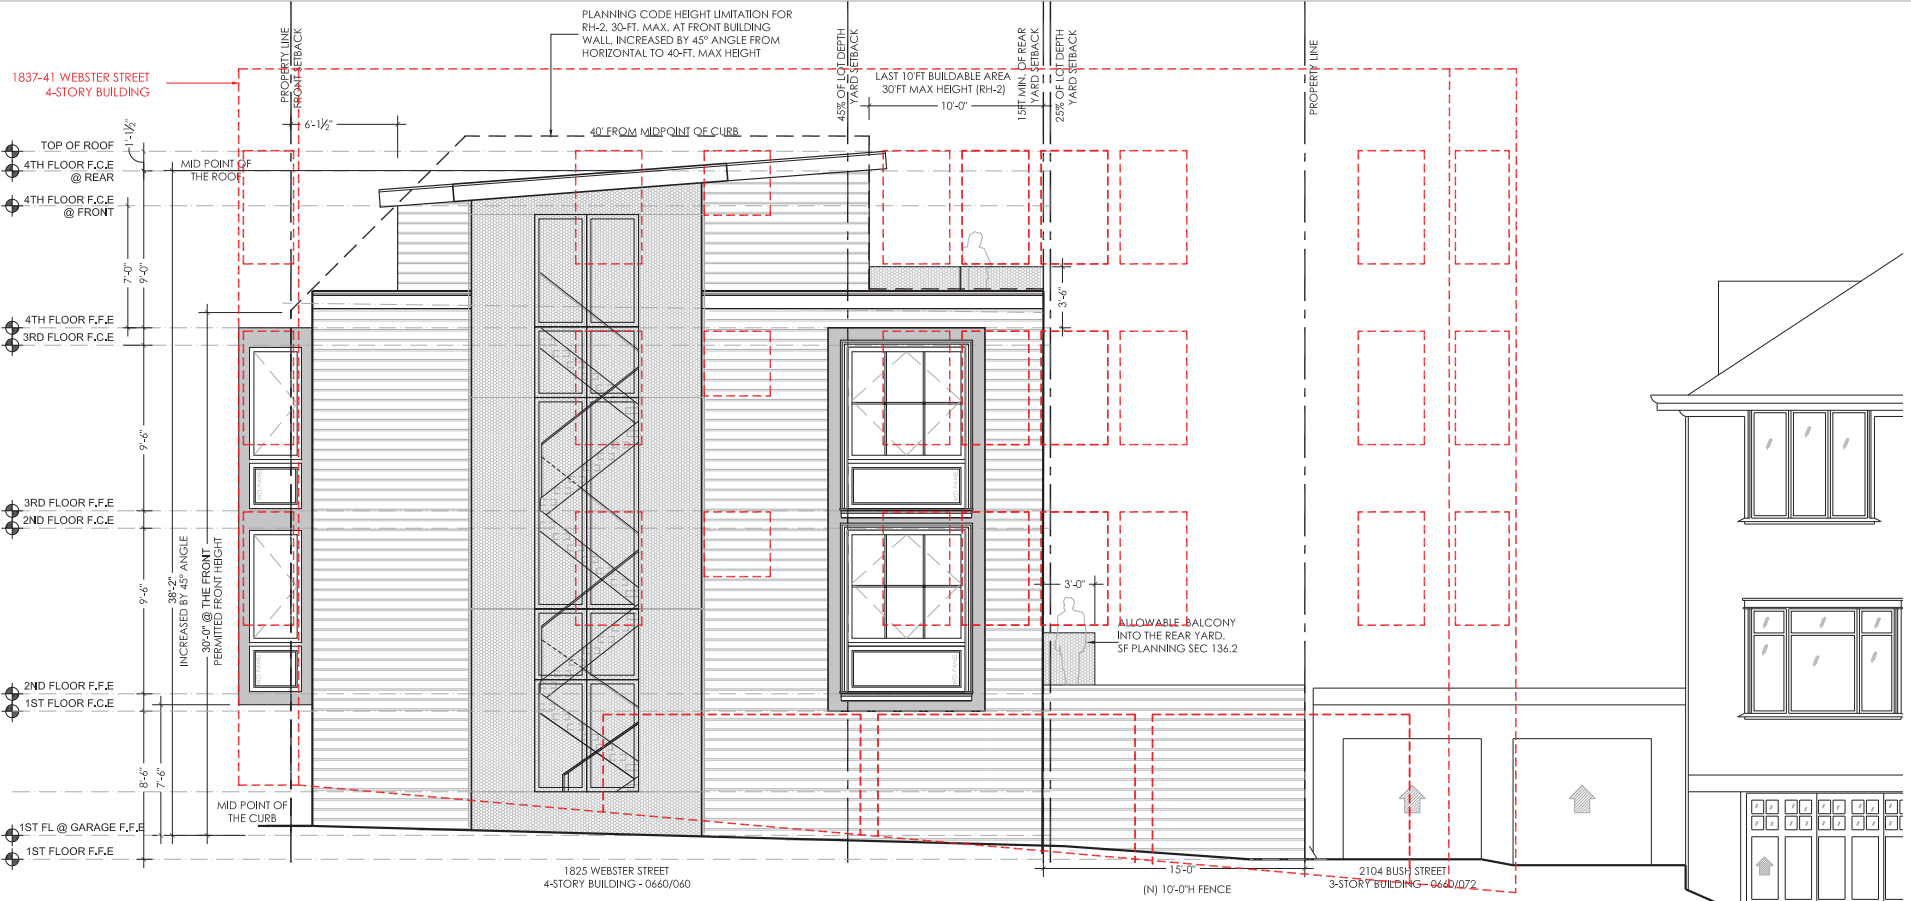 PLANNING CODE HEIGHT LIMITATION FOR
RH-2, 30-FT. MAX. AT FRONT BUILDING
WALL, INCREASED BY 45° ANGLE FROM
HORIZONTAL TO 40-FT. MAX HEIGHT
1837-41 WEBSTER STREET
4-STORY BUILDING
PROPERTY LINE
FRONT SETBACK
45% OF LOT DEPTH
YARD SETBACK
LAST 10'FT BUILDABLE AREA
30'FT MAX HEIGHT (RH-2)
10'-0"
15FT MIN. OF REAR
YARD SETBACK
25% OF LOT DEPTH
YARD SETBACK
PROPERTY LINE
6'-1½"
1'-1½"
40' FROM MIDPOINT OF CURB
TOP OF ROOF
4TH FLOOR F.C.E
@ REAR
MID POINT OF
THE ROOF
4TH FLOOR F.C.E
@ FRONT
7'-0"
9'-0"
3'-6"
4TH FLOOR F.F.E
3RD FLOOR F.C.E
9'-6"
WD.PANEL
WD.PANEL
3RD FLOOR F.F.E
2ND FLOOR F.C.E
9'-6"
38'-2"
INCREASED BY 45° ANGLE
30'-0" @ THE FRONT
PERMITTED FRONT HEIGHT
3'-0"
ALLOWABLE BALCONY
INTO THE REAR YARD.
SF PLANNING SEC 136.2
WD.PANEL
WD.PANEL
2ND FLOOR F.F.E
1ST FLOOR F.C.E
8'-6"
7'-6"
MID POINT OF
THE CURB
1ST FL @ GARAGE F.F.E
1ST FLOOR F.F.E
1825 WEBSTER STREET
4-STORY BUILDING - 0660/060
15'-0"
(N) 10'-0"H FENCE
2104 BUSH STREET
3-STORY BUILDING - 0660/072